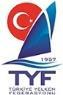 1957
TYF
TÜRKİYE YELKEN
FEDERASYONU